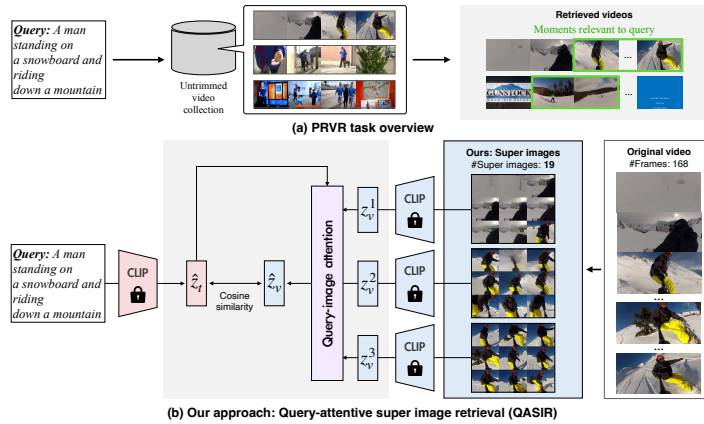 Query: A man
standing on
a snowboard and
riding
down a mountain
Untrimmed
video
collection
Retrieved videos
Moments relevant to query
...
GUNSTOCK
...
(a) PRVR task overview
Query: A man
standing on
a snowboard and
riding
down a mountain
CLIP
ẑt
Cosine
similarity
ẑv
Query-image attention
zv1
CLIP
zv2
CLIP
zv3
CLIP
Ours: Super images
#Super images: 19
Original video
#Frames: 168
...
...
(b) Our approach: Query-attentive super image retrieval (QASIR)